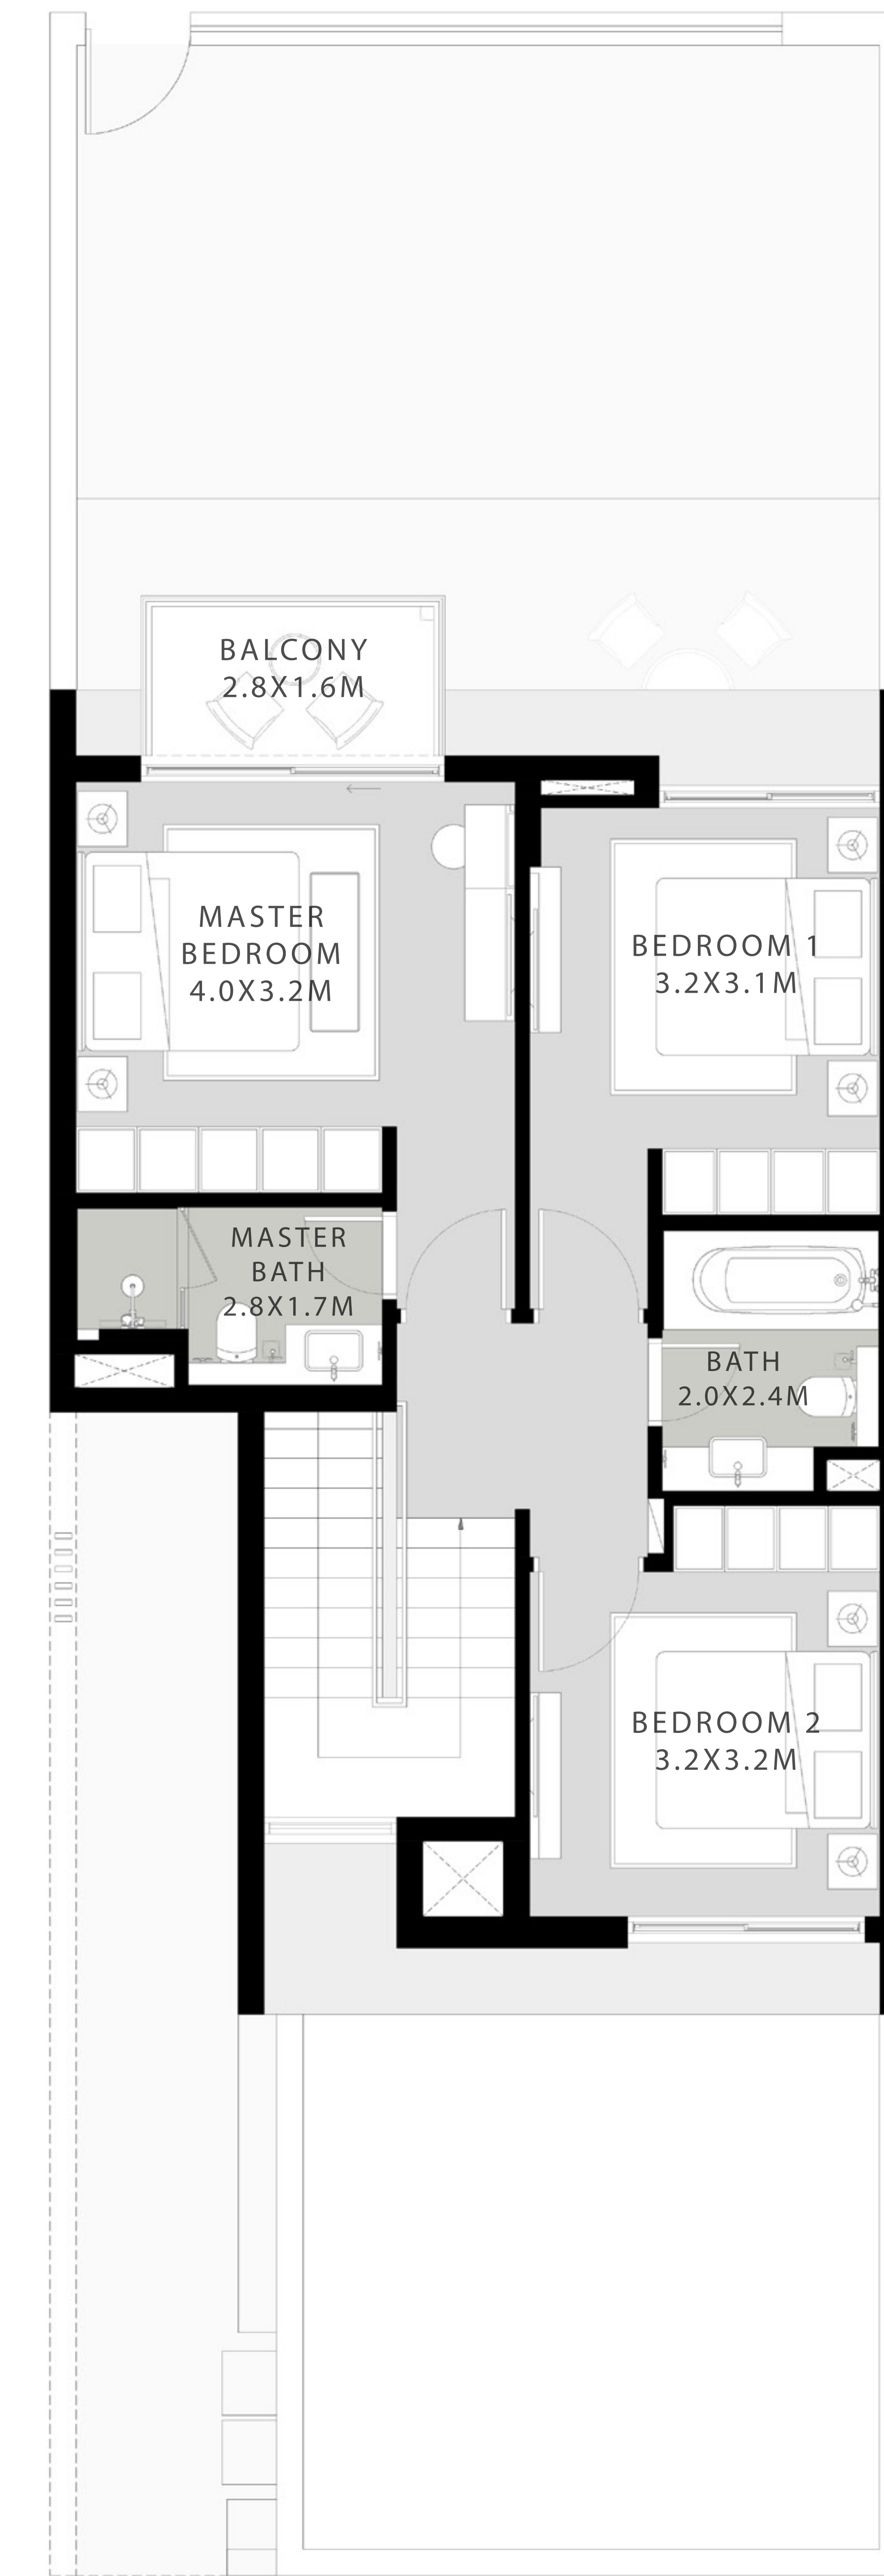 BALCONY
2.8X1.6M
MASTER
BEDROOM
4.0X3.2M
BEDROOM 1
3.2X3.1M
MASTER
BATH
2.8X1.7M
BATH
2.0X2.4M
BEDROOM 2
3.2X3.2M